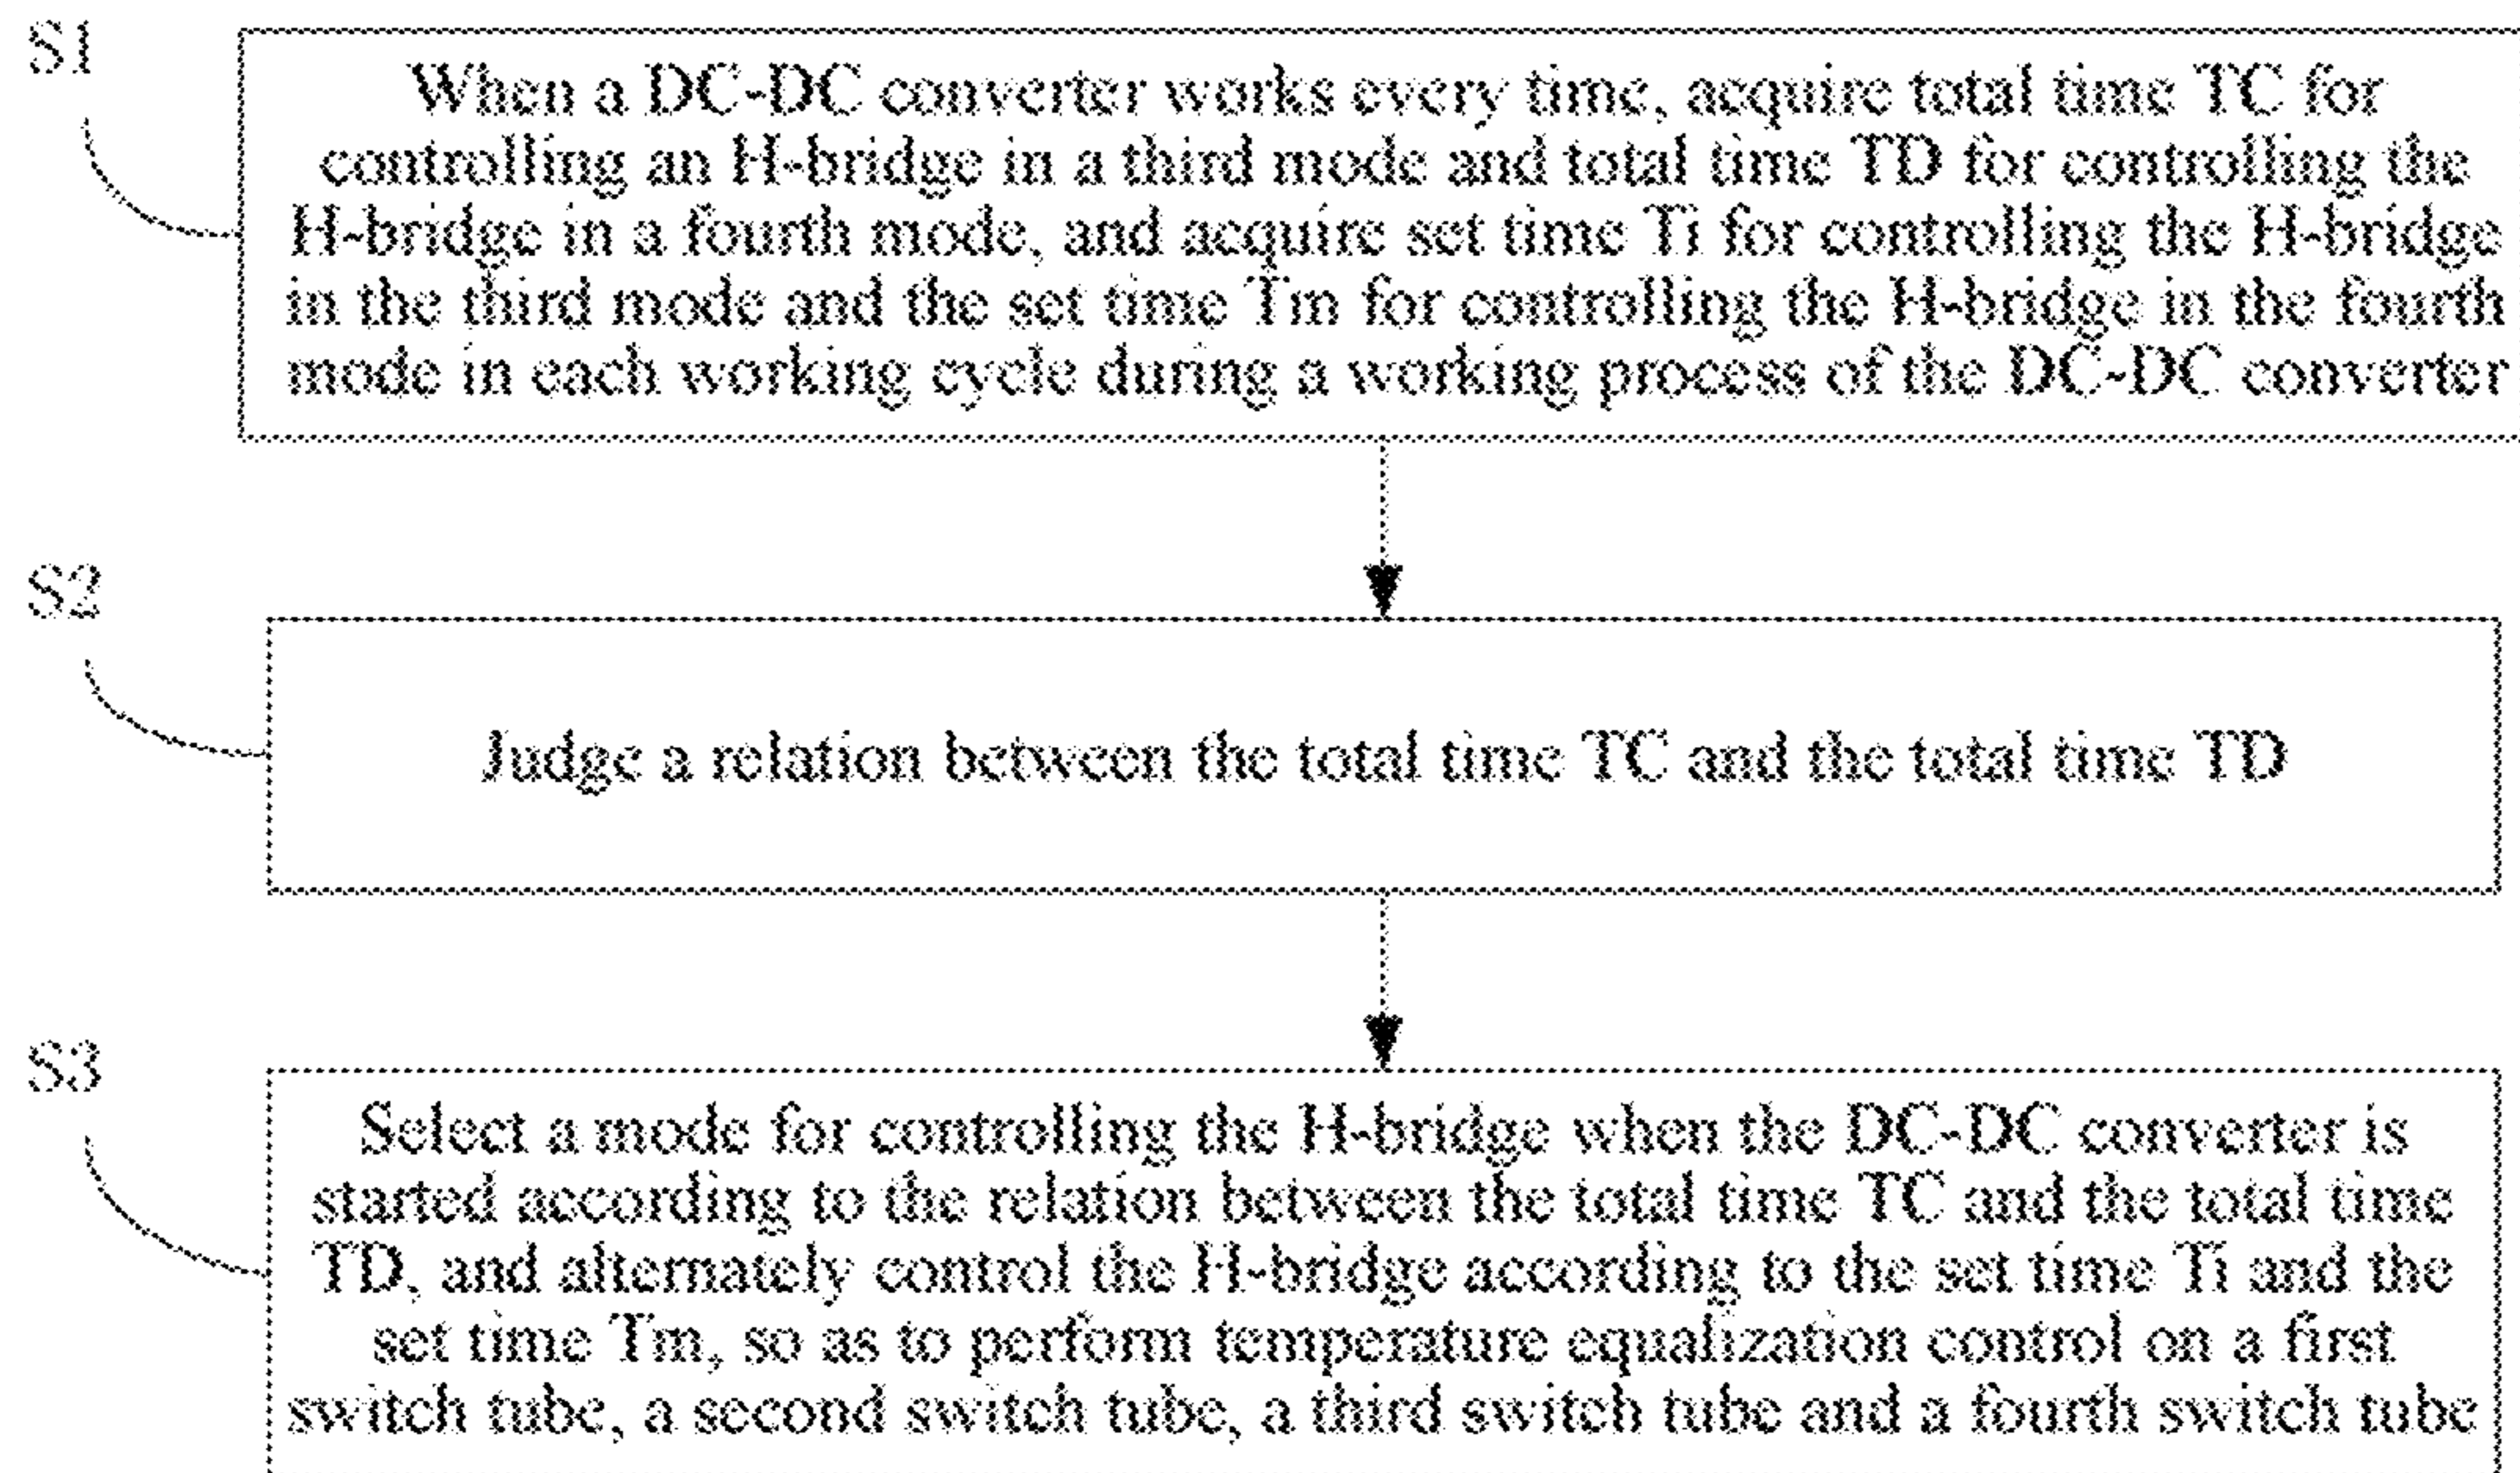 S1
When a DC-DC converter works every time, acquire total time TC for
controlling an H-bridge in a third mode and total time TD for controlling the
H-bridge in a fourth mode, and acquire set time Ti for controlling the H-bridge
in the third mode and the set time Tm for controlling the H-bridge in the fourth
mode in each working cycle during a working process of the DC-DC converter
S2
Judge a relation between the total time TC and the total time TD
S3
Select a mode for controlling the H-bridge when the DC-DC converter is
started according to the relation between the total time TC and the total time
TD, and alternately control the H-bridge according to the set time Ti and the
set time Tm, so as to perform temperature equalization control on a first
switch tube, a second switch tube, a third switch tube and a fourth switch tube